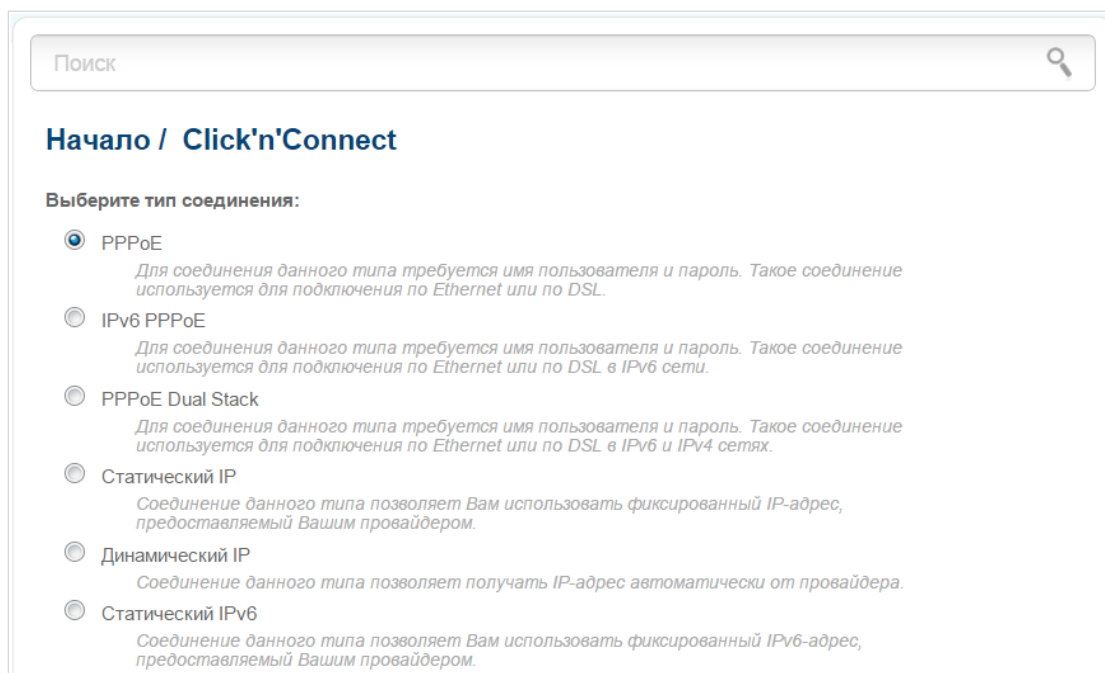 Поиск
Начало / Click'n'Connect
Выберите тип соединения:
PPPoE
Для соединения данного типа требуется имя пользователя и пароль. Такое соединение
используется для подключения по Ethernet или по DSL.
IPv6 PPPoE
Для соединения данного типа требуется имя пользователя и пароль. Такое соединение
используется для подключения по Ethernet или по DSL в IPv6 сети.
PPPoE Dual Stack
Для соединения данного типа требуется имя пользователя и пароль. Такое соединение
используется для подключения по Ethernet или по DSL в IPv6 и IPv4 сетях.
Статический IP
Соединение данного типа позволяет Вам использовать фиксированный IP-адрес,
предоставляемый Вашим провайдером.
Динамический IP
Соединение данного типа позволяет получать IP-адрес автоматически от провайдера.
Статический IPv6
Соединение данного типа позволяет Вам использовать фиксированный IPv6-адрес,
предоставляемый Вашим провайдером.